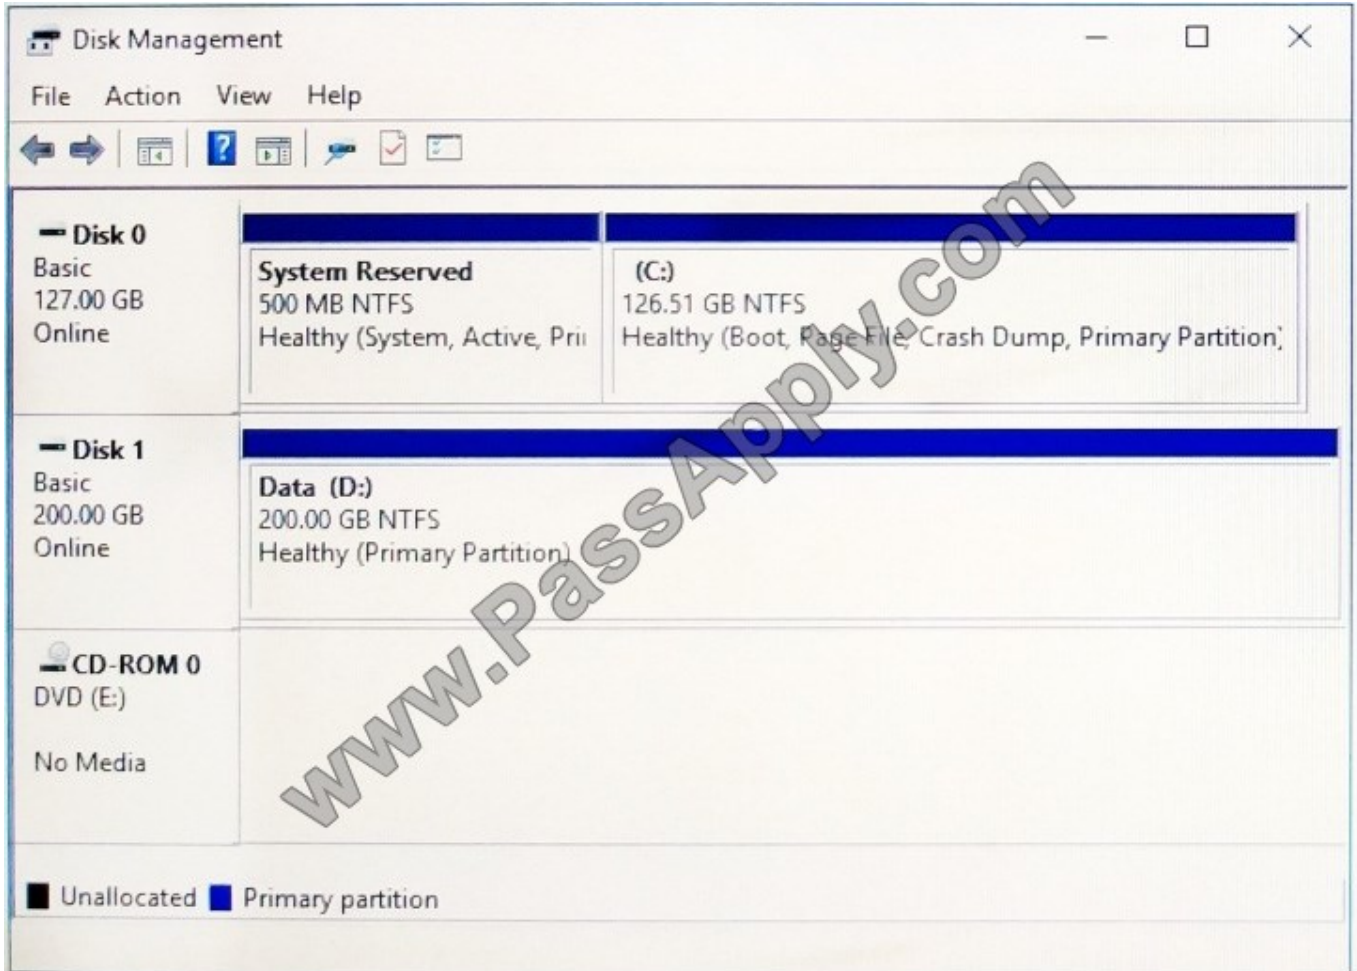 Disk Management
File Action View Help
Disk 0
Basic
127.00 GB
Online
System Reserved
500 MB NTFS
Healthy (System, Active, Prii
(C:)
126.51 GB NTFS
Healthy (Boot, Page File, Crash Dump, Primary Partition)
Disk 1
Basic
200.00 GB
Online
Data (D:)
200.00 GB NTFS
Healthy (Primary Partition)
CD-ROM 0
DVD (E:)
No Media
Unallocated Primary partition
www.PassApply.com